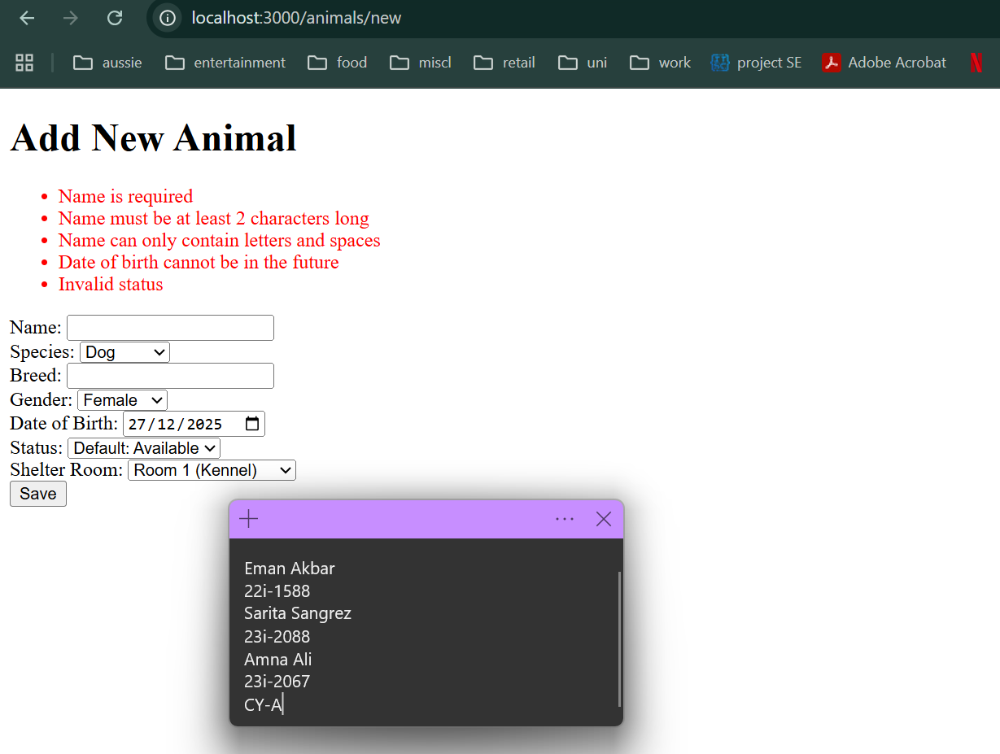 localhost:3000/animals/new
aussie entertainment food miscl retail uni work project SE Adobe Acrobat
Add New Animal
Name is required
Name must be at least 2 characters long
Name can only contain letters and spaces
Date of birth cannot be in the future
Invalid status
Name:
Species: Dog
Breed:
Gender: Female
Date of Birth: 27/12/2025
Status: Default: Available
Shelter Room: Room 1 (Kennel)
Save
Eman Akbar
22i-1588
Sarita Sangrez
23i-2088
Amna Ali
23i-2067
CY-A